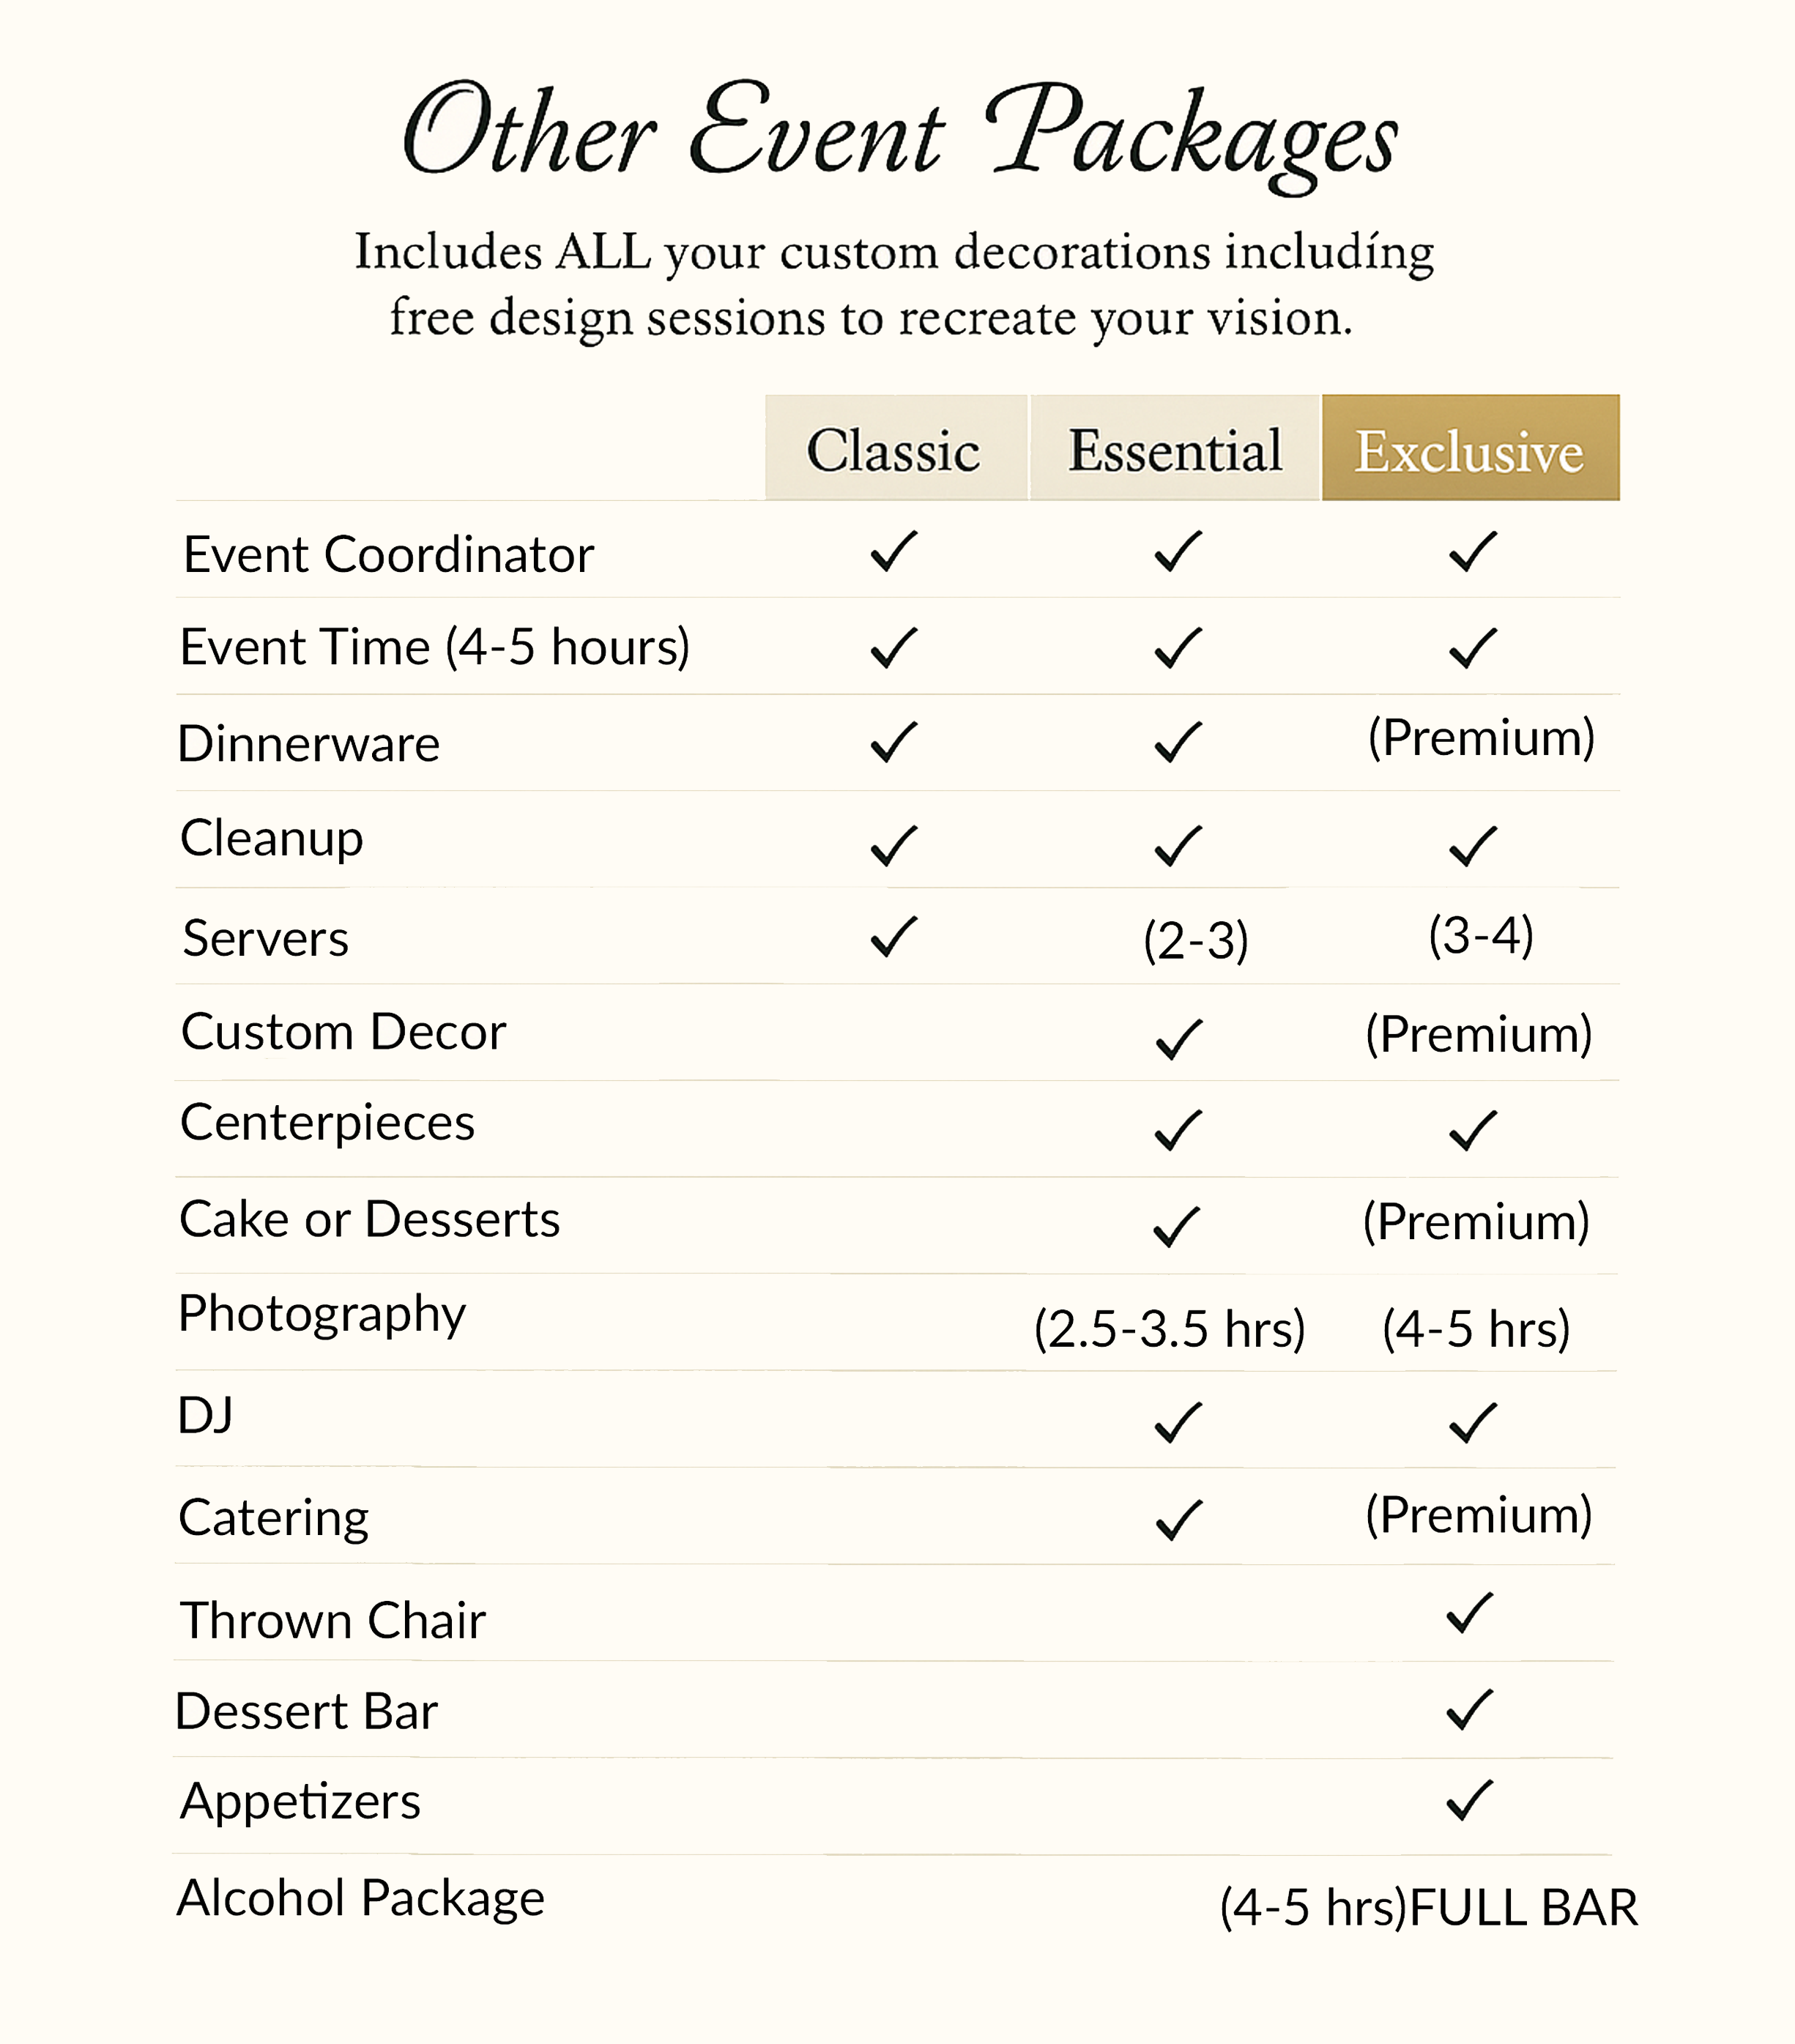 Other Event Packages
Includes ALL your custom decorations includíng
free design sessions to recreate your vision.
Classic Essential Exclusive
Event Coordinator ✓ ✓ ✓
Event Time (4-5 hours) ✓ ✓ ✓
Dinnerware ✓ ✓ (Premium)
Cleanup ✓ ✓ ✓
Servers ✓ (2-3) (3-4)
Custom Decor ✓ (Premium)
Centerpieces ✓ ✓
Cake or Desserts ✓ (Premium)
Photography (2.5-3.5 hrs) (4-5 hrs)
DJ ✓ ✓
Catering ✓ (Premium)
Thrown Chair ✓
Dessert Bar ✓
Appetizers ✓
Alcohol Package (4-5 hrs)FULL BAR